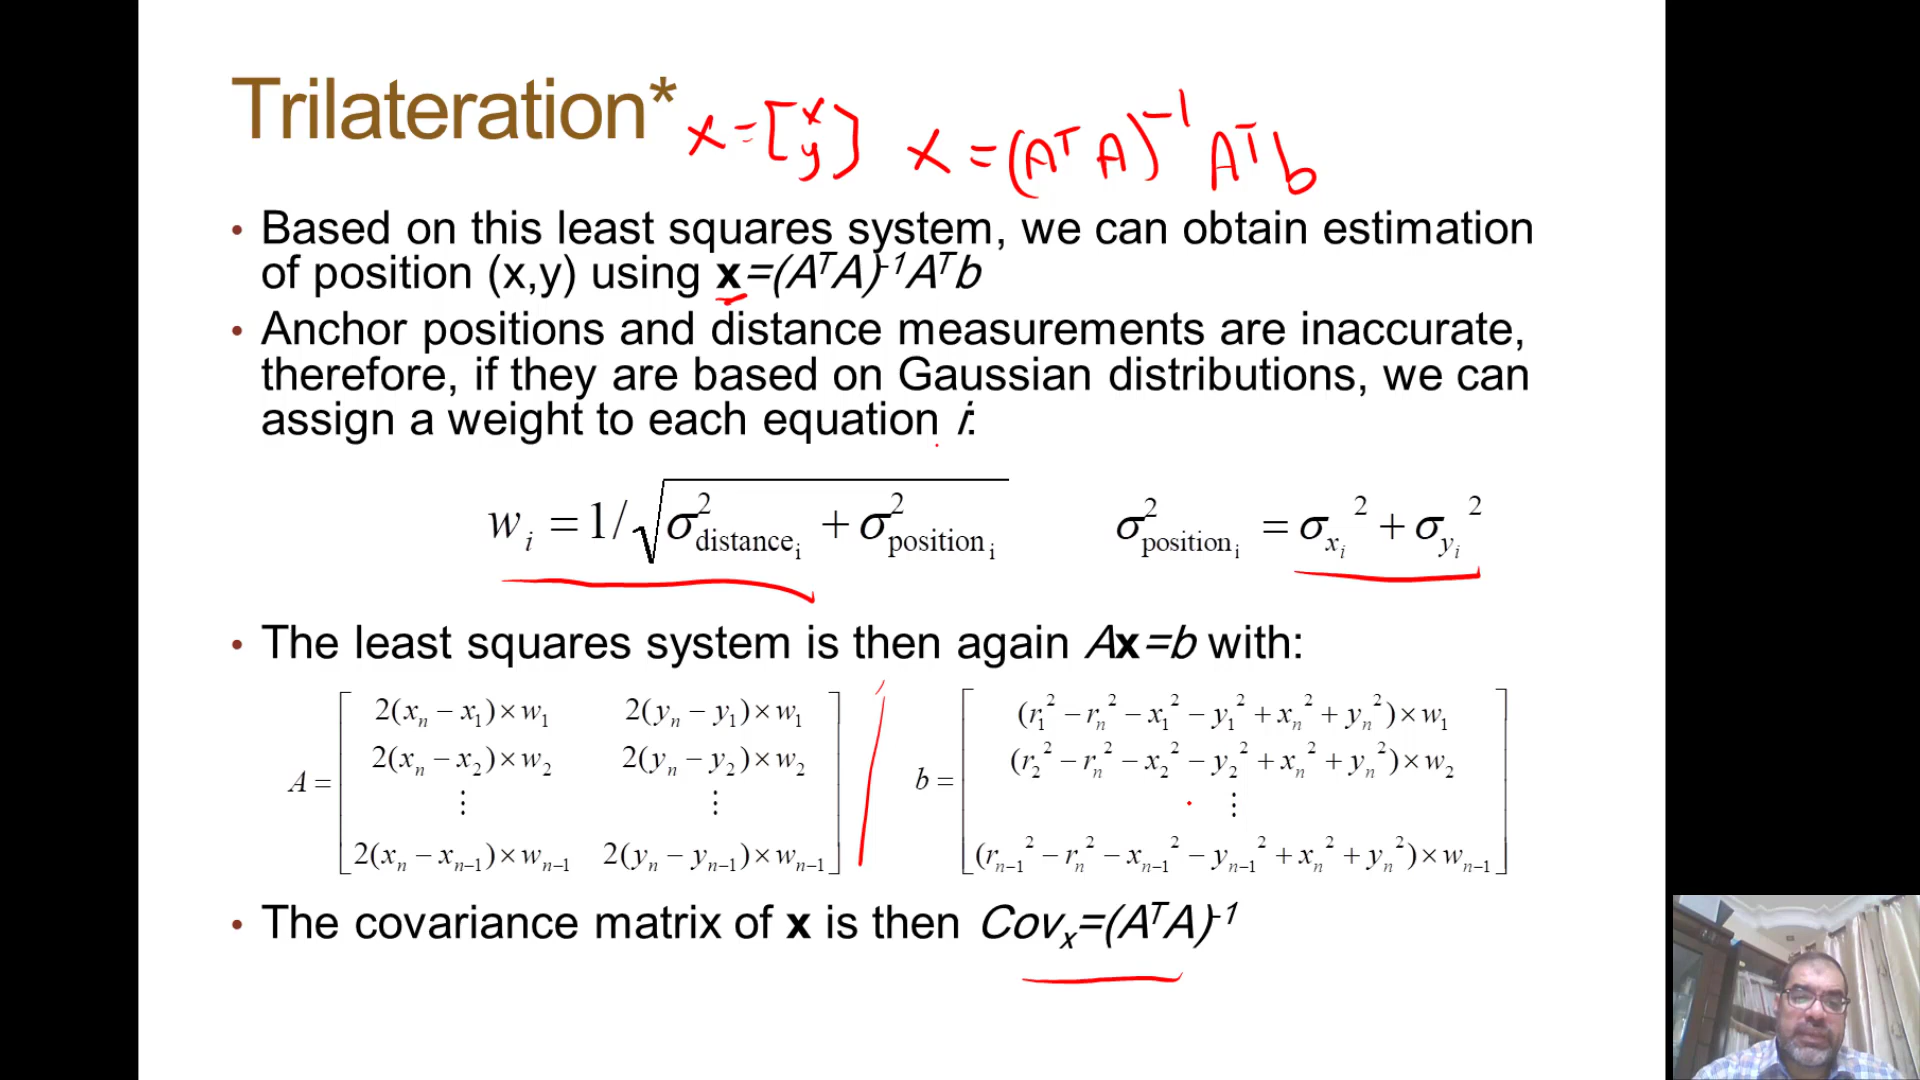 Trilateration* x = [x y] x = (Aᵀ A)⁻¹ Aᵀ b
• Based on this least squares system, we can obtain estimation
of position (x,y) using x=(AᵀA)⁻¹Aᵀb
• Anchor positions and distance measurements are inaccurate,
therefore, if they are based on Gaussian distributions, we can
assign a weight to each equation i:
wᵢ = 1/√(σ²distanceᵢ + σ²positionᵢ) σ²positionᵢ = σxᵢ² + σyᵢ²
• The least squares system is then again Ax=b with:
A = [ 2(xₙ − x₁)×w₁ 2(yₙ − y₁)×w₁ b = [ (r₁² − rₙ² − x₁² − y₁² + xₙ² + yₙ²)×w₁
2(xₙ − x₂)×w₂ 2(yₙ − y₂)×w₂ (r₂² − rₙ² − x₂² − y₂² + xₙ² + yₙ²)×w₂
⋮ ⋮ ⋮
2(xₙ − xₙ₋₁)×wₙ₋₁ 2(yₙ − yₙ₋₁)×wₙ₋₁ ] (rₙ₋₁² − rₙ² − xₙ₋₁² − yₙ₋₁² + xₙ² + yₙ²)×wₙ₋₁ ]
• The covariance matrix of x is then Covₓ=(AᵀA)⁻¹